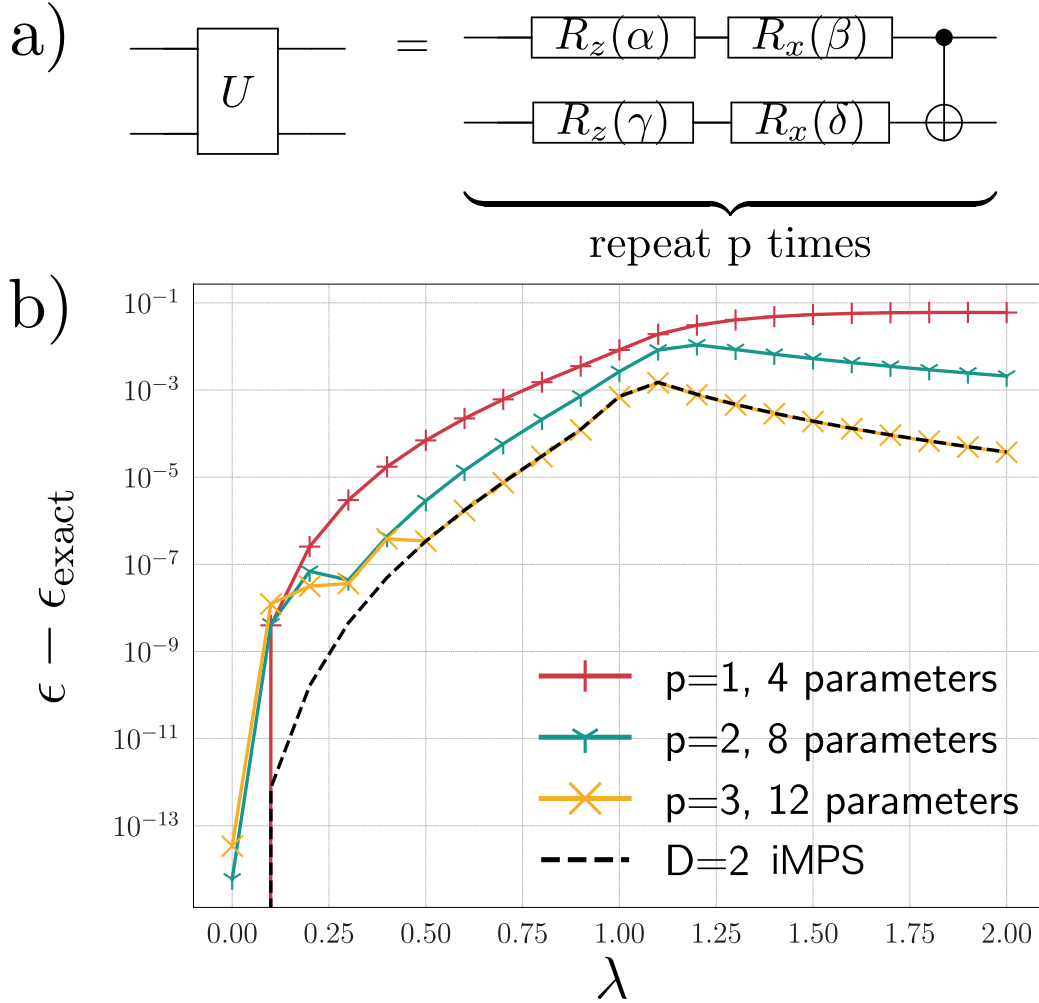 a)
U
=
R_z(α) R_x(β)
R_z(γ) R_x(δ)
repeat p times
b)
ϵ − ϵ_exact
10^−1
10^−3
10^−5
10^−7
10^−9
10^−11
10^−13
p=1, 4 parameters
p=2, 8 parameters
p=3, 12 parameters
D=2 iMPS
0.00 0.25 0.50 0.75 1.00 1.25 1.50 1.75 2.00
λ